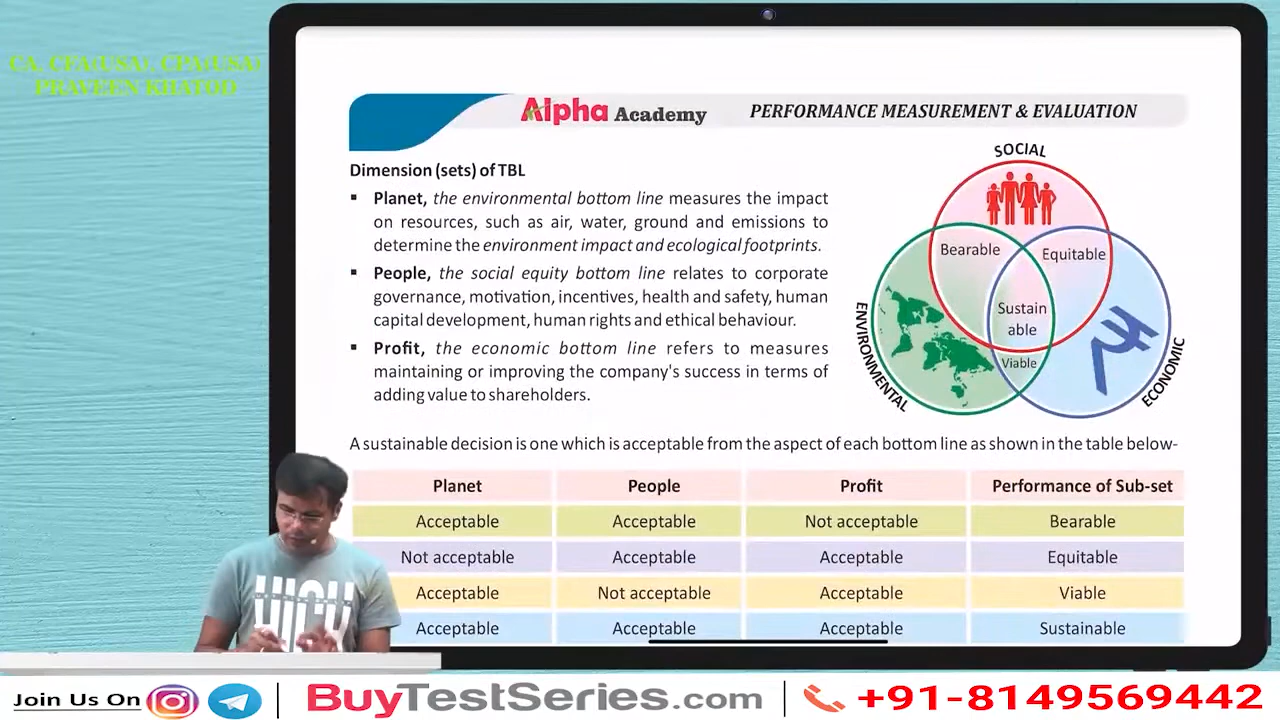 CA, CFA(USA), CPA(USA)
PRAVEEN KHATOD
Alpha Academy
PERFORMANCE MEASUREMENT & EVALUATION
Dimension (sets) of TBL
▪ Planet, the environmental bottom line measures the impact
on resources, such as air, water, ground and emissions to
determine the environment impact and ecological footprints.
▪ People, the social equity bottom line relates to corporate
governance, motivation, incentives, health and safety, human
capital development, human rights and ethical behaviour.
▪ Profit, the economic bottom line refers to measures
maintaining or improving the company's success in terms of
adding value to shareholders.
SOCIAL
Bearable
Equitable
Sustain
able
Viable
ENVIRONMENTAL
ECONOMIC
A sustainable decision is one which is acceptable from the aspect of each bottom line as shown in the table below-
Planet People Profit Performance of Sub-set
Acceptable Acceptable Not acceptable Bearable
Not acceptable Acceptable Acceptable Equitable
Acceptable Not acceptable Acceptable Viable
Acceptable Acceptable Acceptable Sustainable
Join Us On
BuyTestSeries.com
+91-8149569442